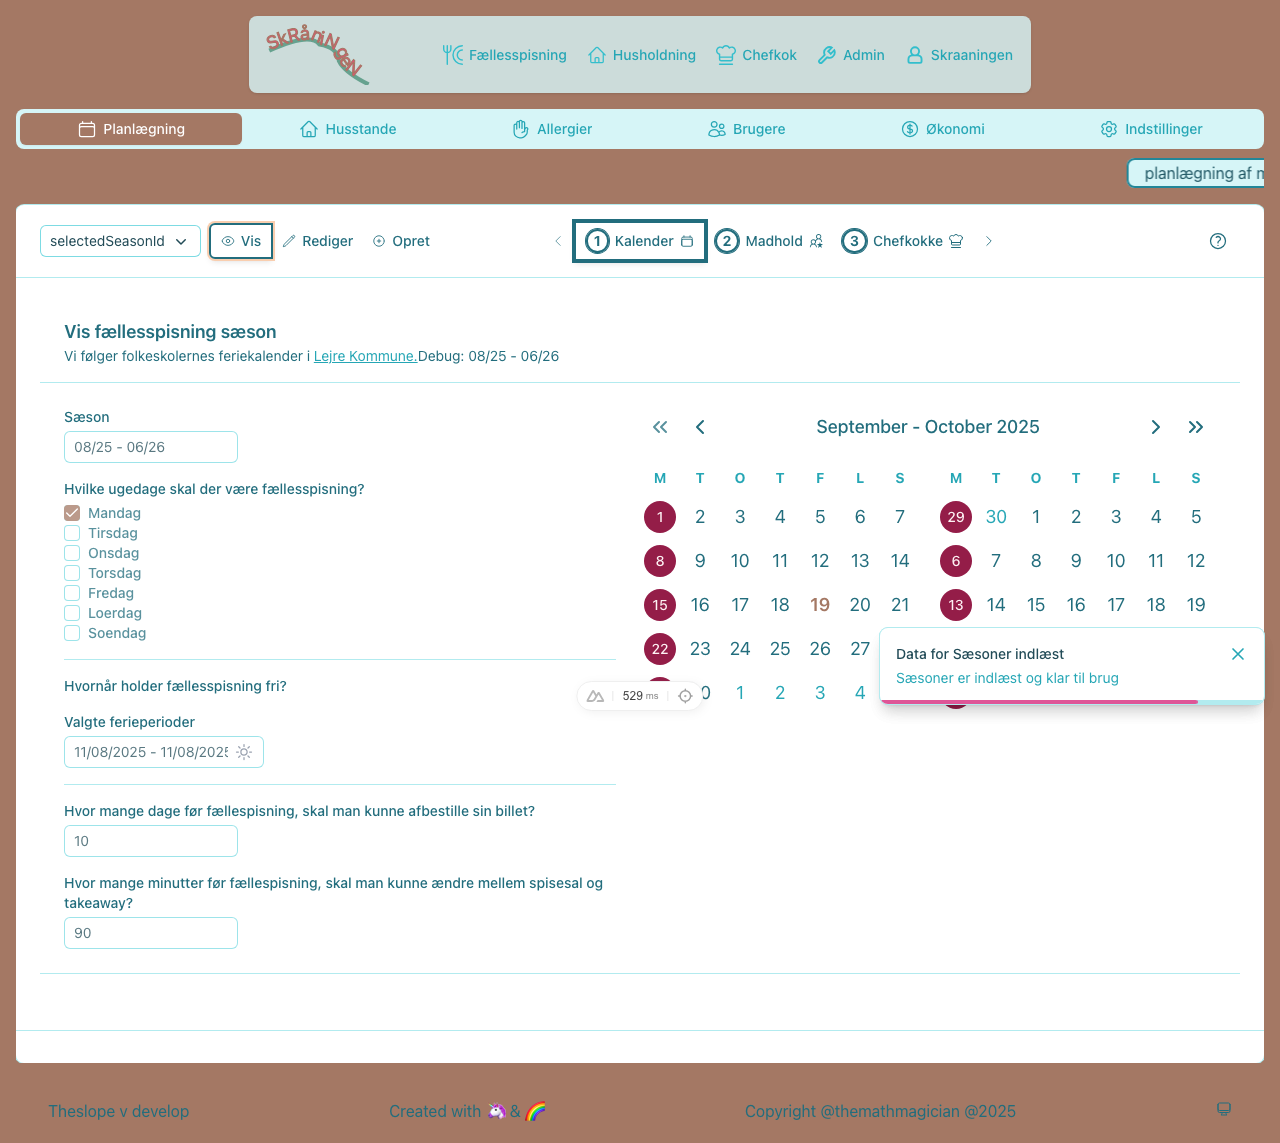 SkRåniNgeN
Fællesspisning Husholdning Chefkok Admin Skraaningen
Planlægning Husstande Allergier Brugere Økonomi Indstillinger
planlægning af
selectedSeasonId Vis Rediger Opret 1 Kalender 2 Madhold 3 Chefkokke
Vis fællesspisning sæson
Vi følger folkeskolernes feriekalender i Lejre Kommune.Debug: 08/25 - 06/26
Sæson
08/25 - 06/26
Hvilke ugedage skal der være fællesspisning?
Mandag
Tirsdag
Onsdag
Torsdag
Fredag
Loerdag
Soendag
Hvornår holder fællesspisning fri?
Valgte ferieperioder
11/08/2025 - 11/08/2025
Hvor mange dage før fællespisning, skal man kunne afbestille sin billet?
10
Hvor mange minutter før fællespisning, skal man kunne ændre mellem spisesal og
takeaway?
90
September - October 2025
M T O T F L S M T O T F L S
1 2 3 4 5 6 7 29 30 1 2 3 4 5
8 9 10 11 12 13 14 6 7 8 9 10 11 12
15 16 17 18 19 20 21 13 14 15 16 17 18 19
22 23 24 25 26 27
1 2 3 4
529 ms
Data for Sæsoner indlæst
Sæsoner er indlæst og klar til brug
Theslope v develop Created with 🦄 & 🌈 Copyright @themathmagician @2025